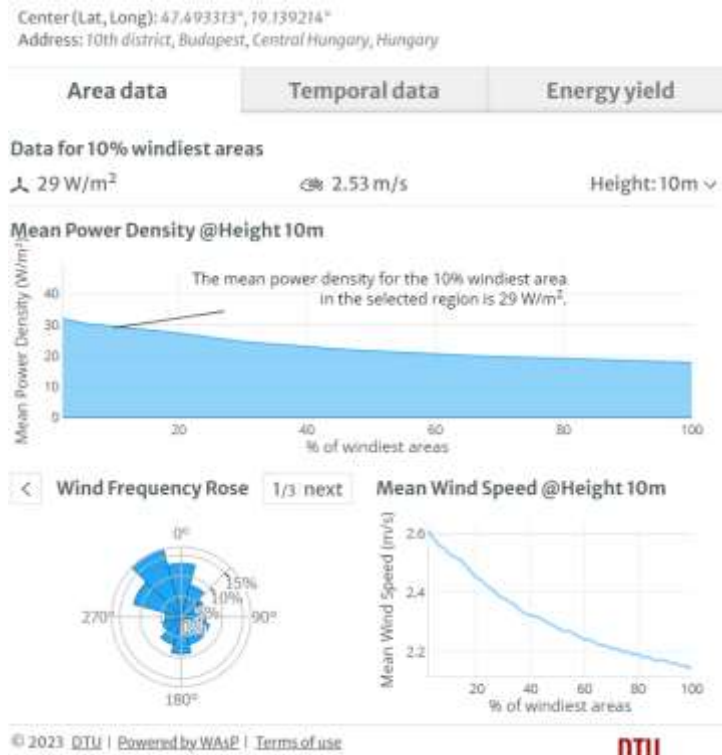 Center (Lat, Long): 47.493313°, 19.139214°
Address: 10th district, Budapest, Central Hungary, Hungary
Area data
Temporal data
Energy yield
Data for 10% windiest areas
29 W/m²
2.53 m/s
Height: 10m
Mean Power Density @Height 10m
Mean Power Density (W/m²)
The mean power density for the 10% windiest area
in the selected region is 29 W/m².
40
30
20
10
0
20 40 60 80 100
% of windiest areas
< Wind Frequency Rose 1/3 next
0°
15%
10%
270°
90°
180°
Mean Wind Speed @Height 10m
Mean Wind Speed (m/s)
2.6
2.4
2.2
20 40 60 80 100
% of windiest areas
© 2023 DTU | Powered by WAsP | Terms of use
DTU